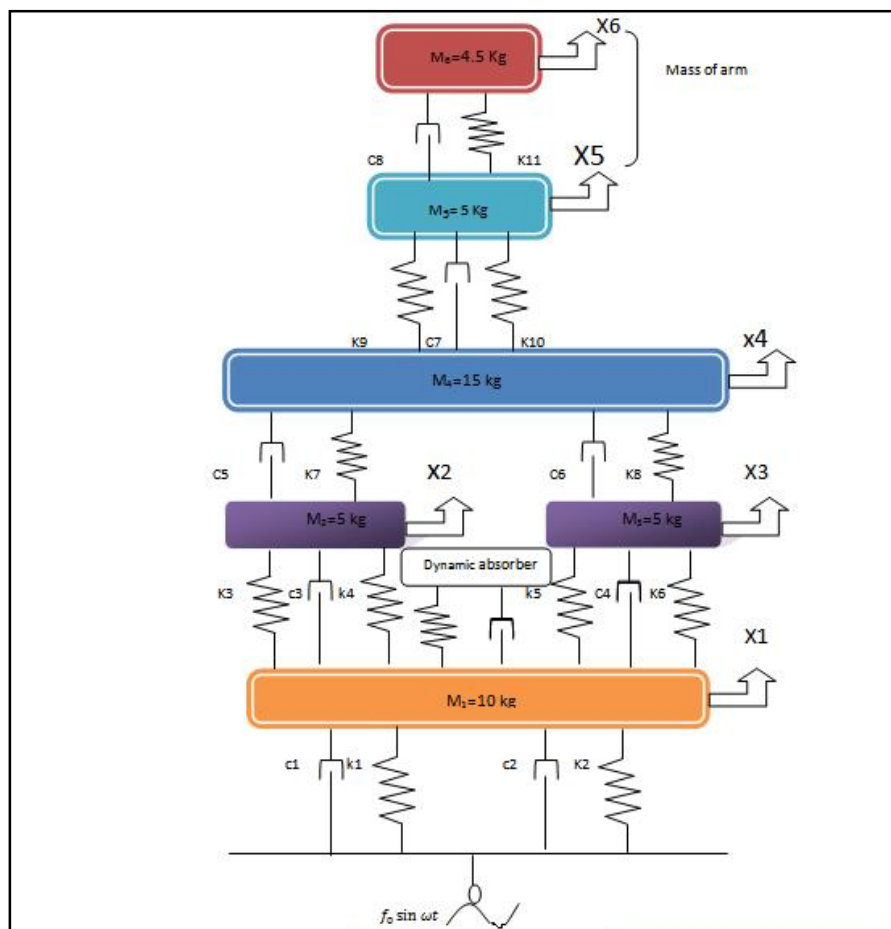 X6
M₆=4.5 Kg
Mass of arm
C8
K11
X5
M₅= 5 Kg
K9
C7
K10
x4
M₄=15 kg
C5
K7
X2
C6
K8
X3
M₂=5 kg
M₃=5 kg
Dynamic absorber
K3
c3
k4
k5
C4
K6
X1
M₁=10 kg
c1
k1
c2
K2
f₀ sin ωt